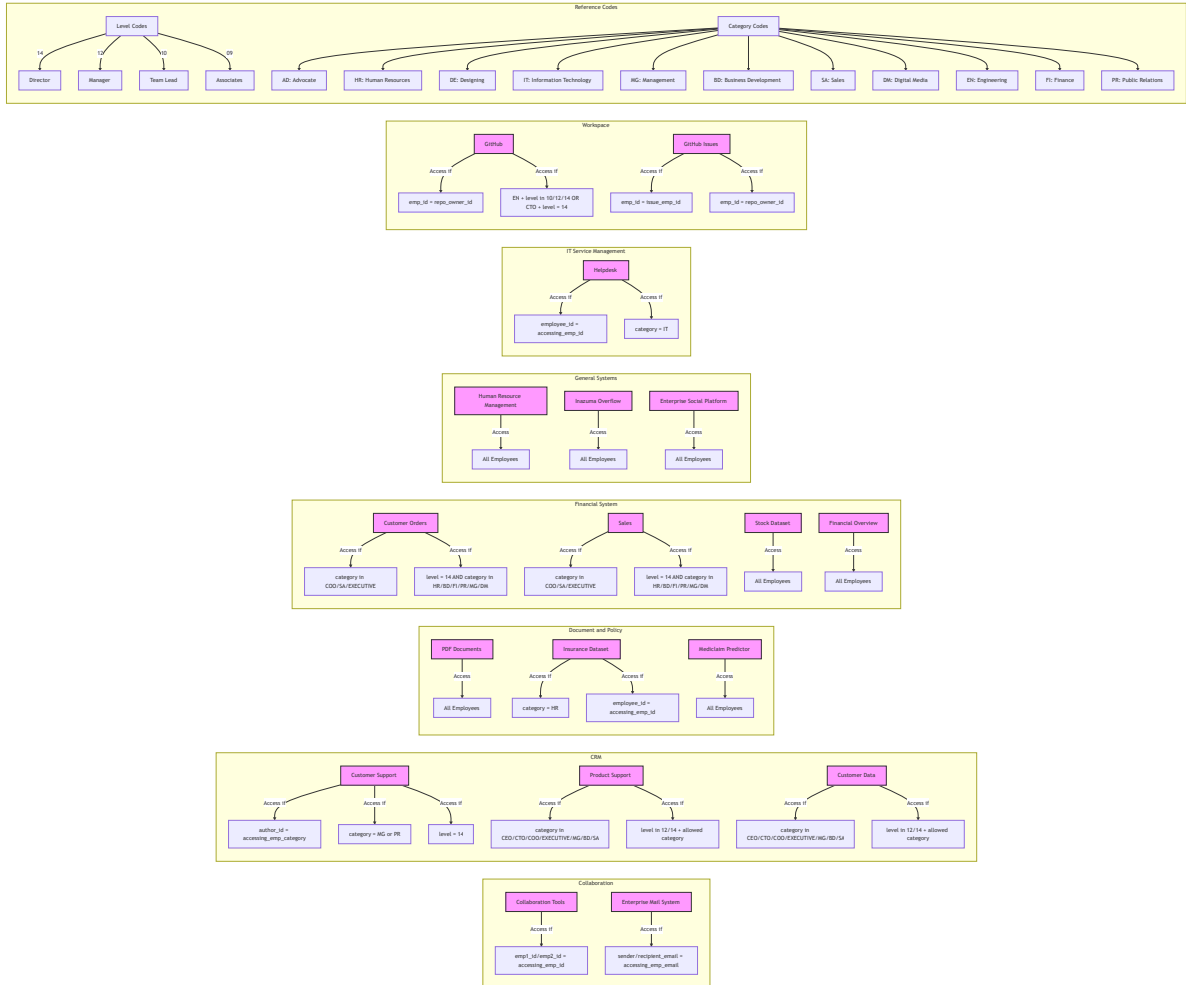 Reference Codes
Level Codes
Category Codes
14
12
10
09
Director
Manager
Team Lead
Associates
AD: Advocate
HR: Human Resources
DE: Designing
IT: Information Technology
MG: Management
BD: Business Development
SA: Sales
DM: Digital Media
EN: Engineering
FI: Finance
PR: Public Relations
Workspace
GitHub
GitHub Issues
Access if
Access if
Access if
Access if
emp_id = repo_owner_id
EN + level in 10/12/14 OR
CTO + level = 14
emp_id = issue_emp_id
emp_id = repo_owner_id
IT Service Management
Helpdesk
Access if
Access if
employee_id =
accessing_emp_id
category = IT
General Systems
Human Resource
Management
Inazuma Overflow
Enterprise Social Platform
Access
Access
Access
All Employees
All Employees
All Employees
Financial System
Customer Orders
Sales
Stock Dataset
Financial Overview
Access if
Access if
Access if
Access if
Access
Access
category in
COO/SA/EXECUTIVE
level = 14 AND category in
HR/BD/FI/PR/MG/DM
category in
COO/SA/EXECUTIVE
level = 14 AND category in
HR/BD/FI/PR/MG/DM
All Employees
All Employees
Document and Policy
PDF Documents
Insurance Dataset
Mediclaim Predictor
Access
Access if
Access if
Access
All Employees
category = HR
employee_id =
accessing_emp_id
All Employees
CRM
Customer Support
Product Support
Customer Data
Access if
Access if
Access if
Access if
Access if
Access if
Access if
author_id =
accessing_emp_category
category = MG or PR
level = 14
category in
CEO/CTO/COO/EXECUTIVE/MG/BD/SA
level in 12/14 + allowed
category
category in
CEO/CTO/COO/EXECUTIVE/MG/BD/SA
level in 12/14 + allowed
category
Collaboration
Collaboration Tools
Enterprise Mail System
Access if
Access if
emp1_id/emp2_id =
accessing_emp_id
sender/recipient_email =
accessing_emp_email